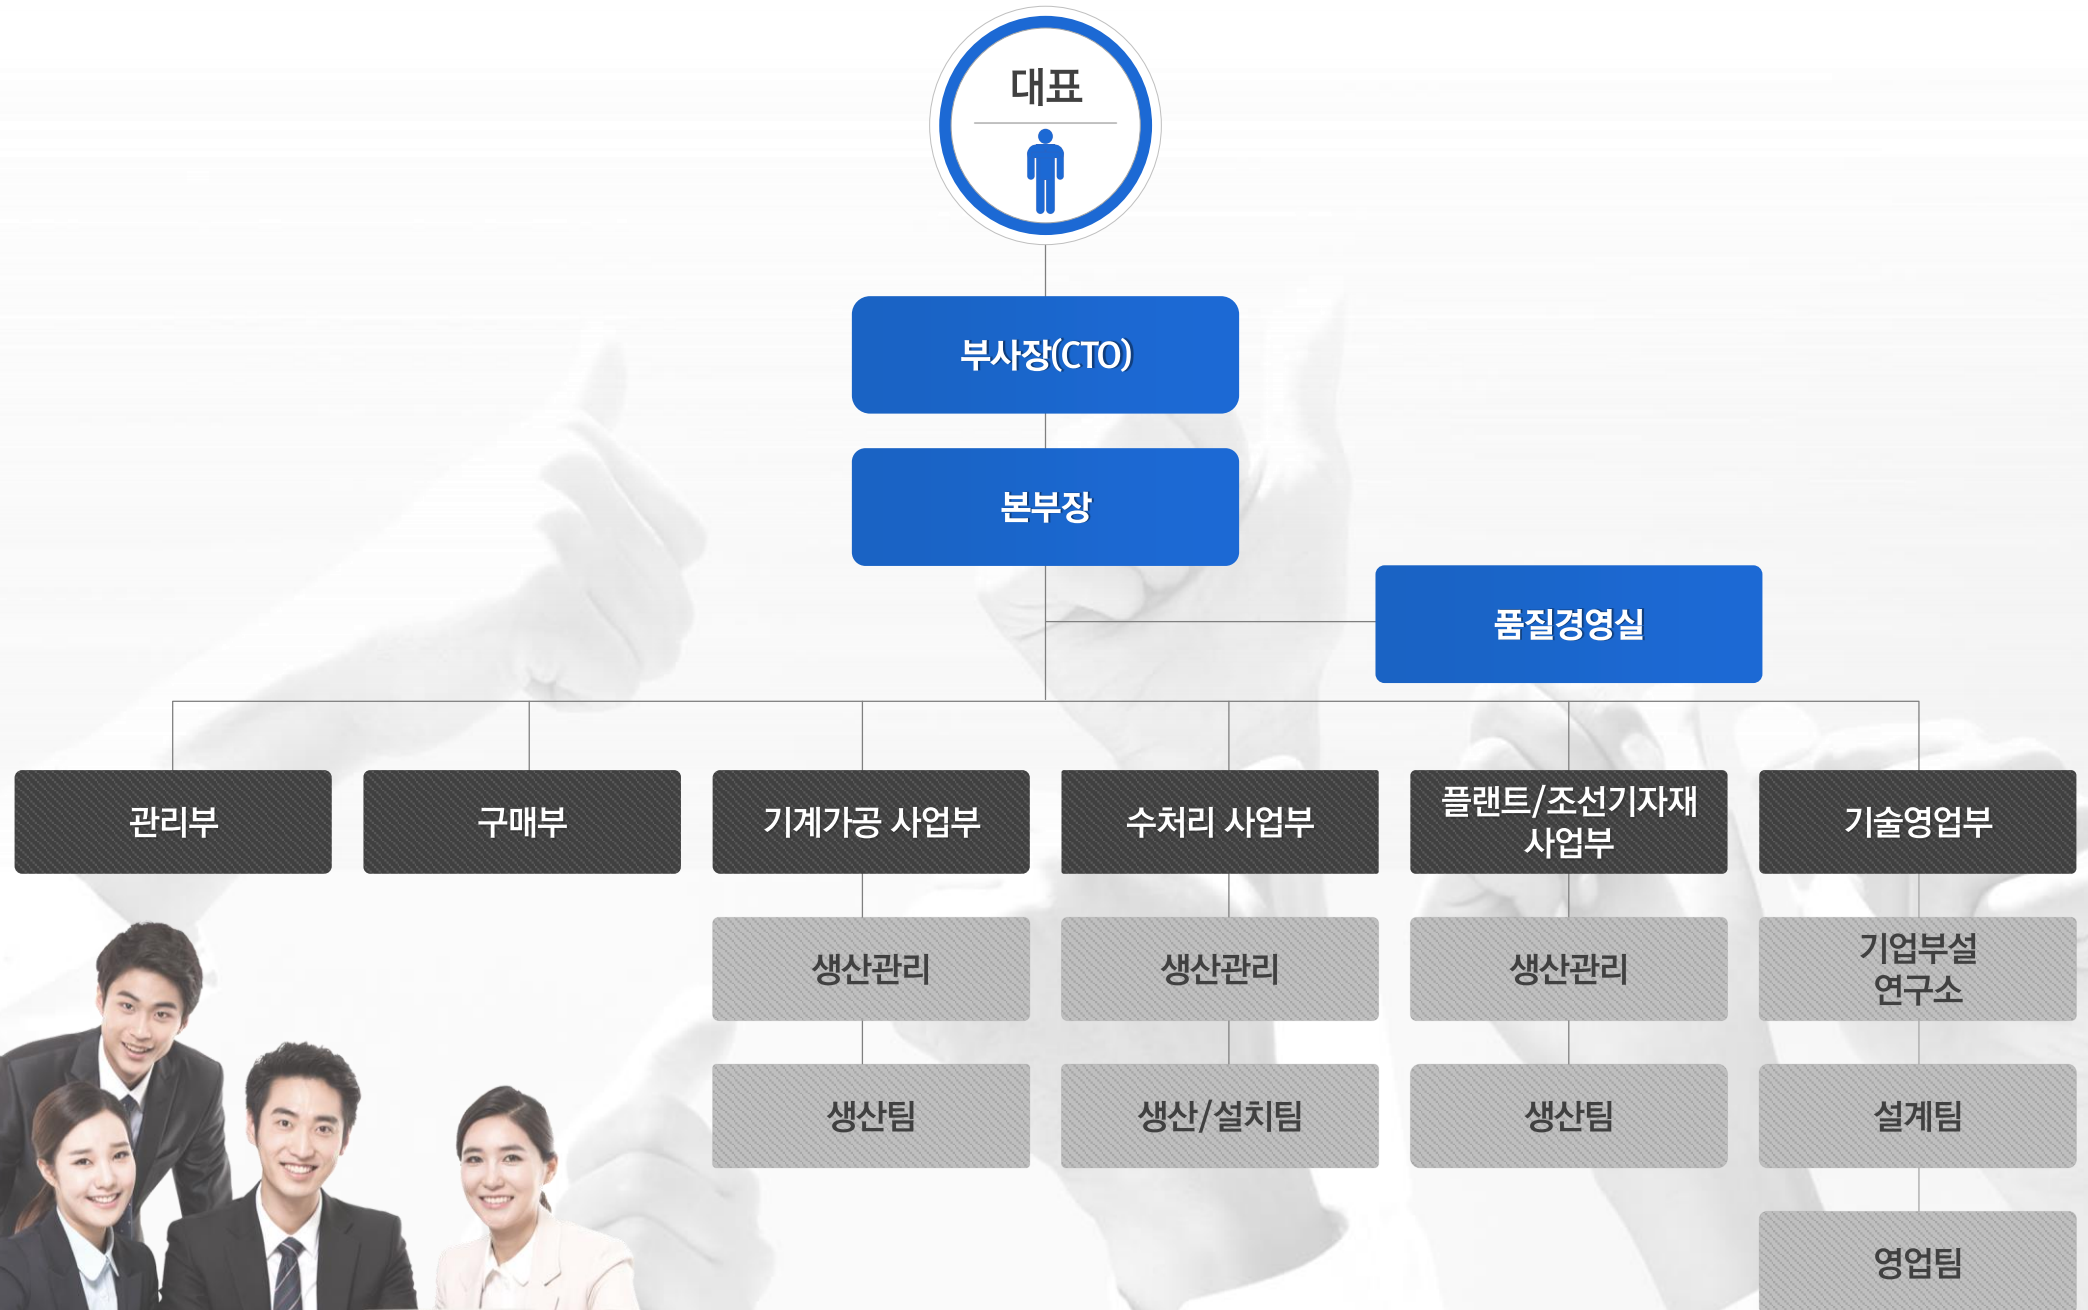 대표
부사장(CTO)
본부장
품질경영실
관리부
구매부
기계가공 사업부
수처리 사업부
플랜트/조선기자재
사업부
기술영업부
생산관리
생산관리
생산관리
기업부설
연구소
생산팀
생산/설치팀
생산팀
설계팀
영업팀